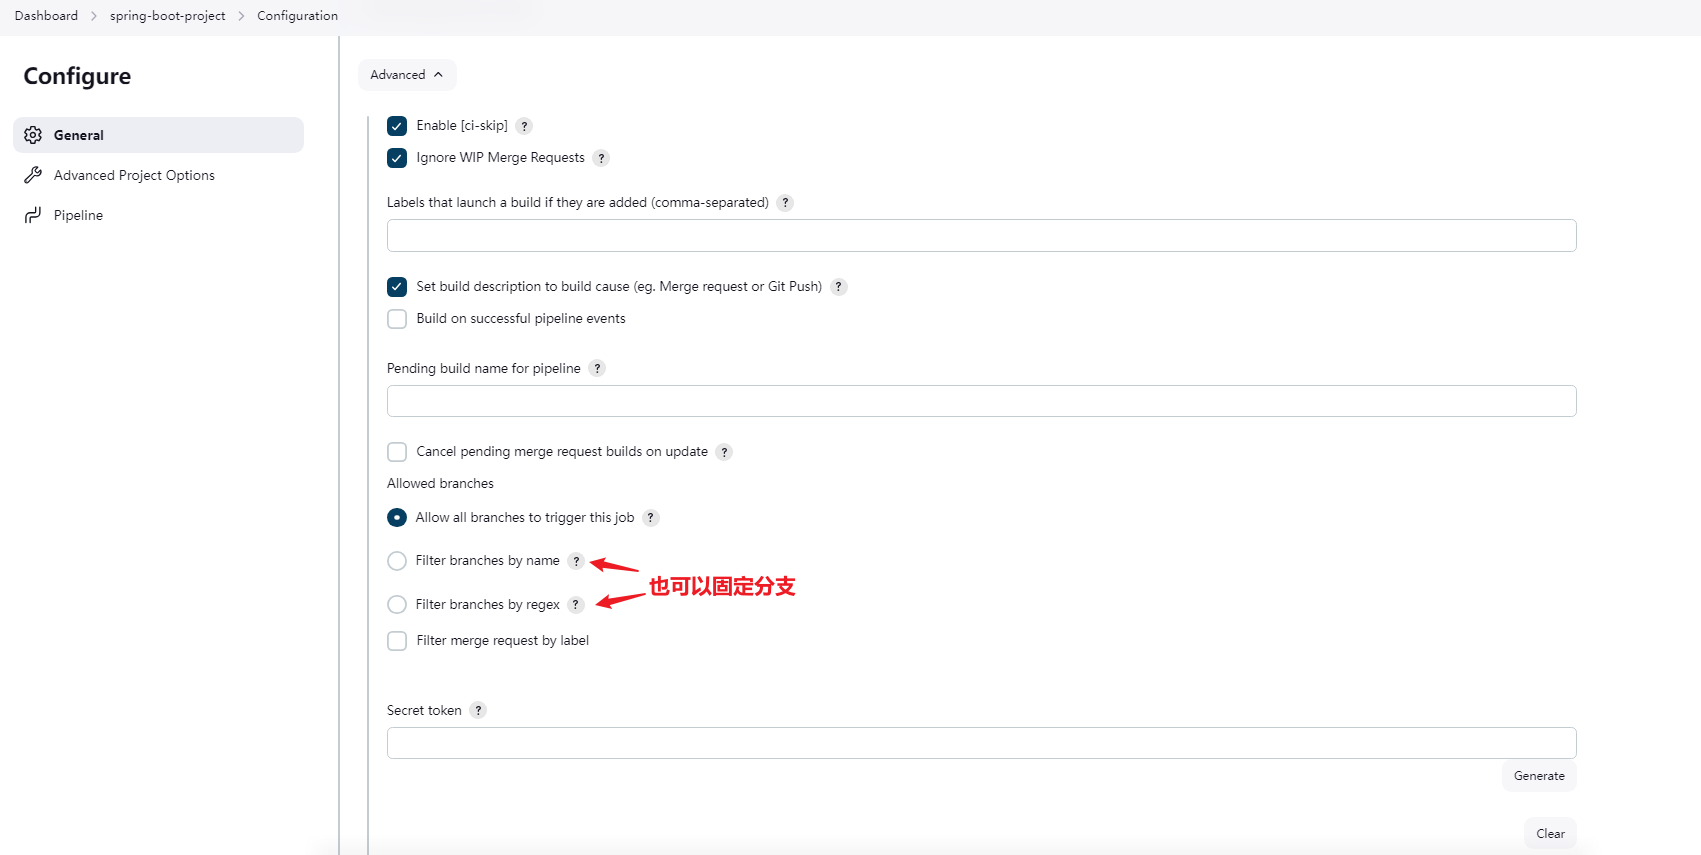 Dashboard > spring-boot-project > Configuration
Configure
General
Advanced Project Options
Pipeline
Advanced
Enable [ci-skip] ?
Ignore WIP Merge Requests ?
Labels that launch a build if they are added (comma-separated) ?
Set build description to build cause (eg. Merge request or Git Push) ?
Build on successful pipeline events
Pending build name for pipeline ?
Cancel pending merge request builds on update ?
Allowed branches
Allow all branches to trigger this job ?
Filter branches by name ?
也可以固定分支
Filter branches by regex ?
Filter merge request by label
Secret token ?
Generate
Clear